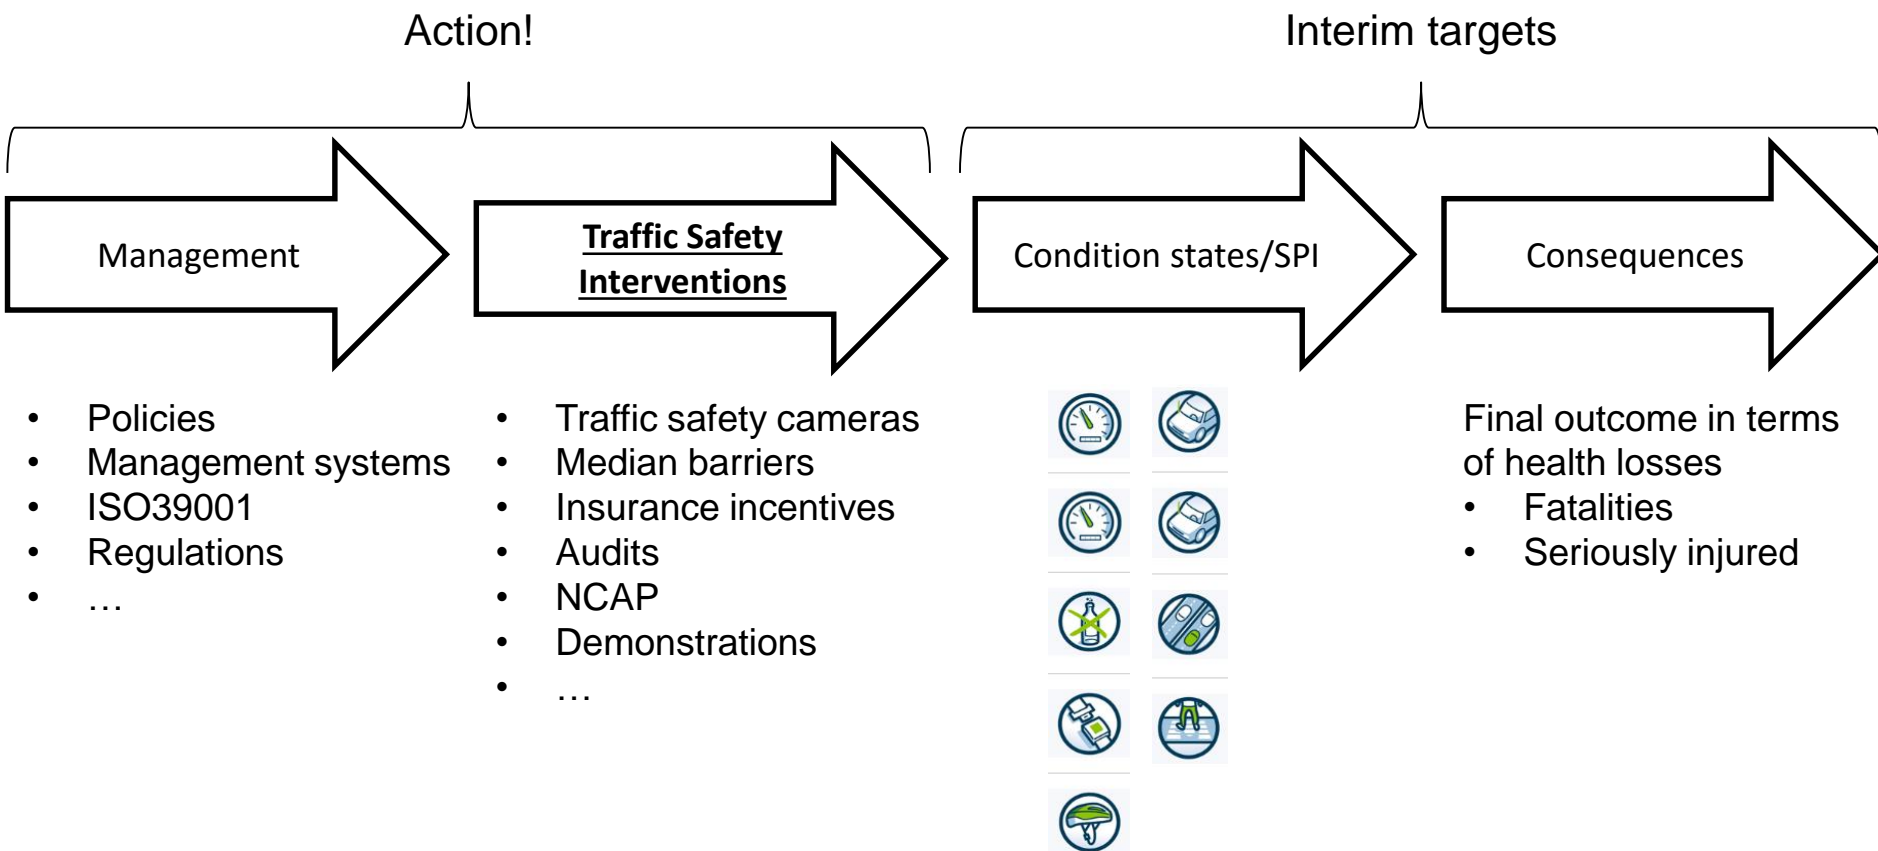 Action!
Interim targets
Management
Traffic Safety
Interventions
Condition states/SPI
Consequences
• Policies
• Management systems
• ISO39001
• Regulations
• …
• Traffic safety cameras
• Median barriers
• Insurance incentives
• Audits
• NCAP
• Demonstrations
• …
Final outcome in terms
of health losses
• Fatalities
• Seriously injured